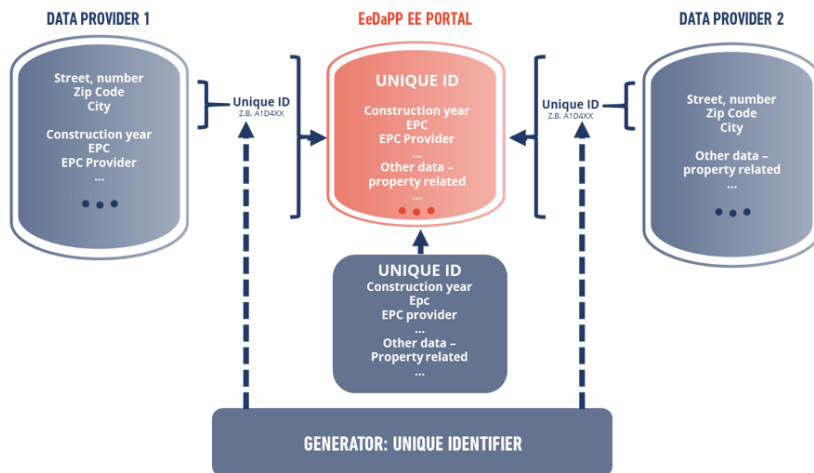 DATA PROVIDER 1
EeDaPP EE PORTAL
DATA PROVIDER 2
Street, number
Zip Code
City
Construction year
EPC
EPC Provider
...
Unique ID
Z.B. A1D4XX
UNIQUE ID
Construction year
EPC
EPC Provider
...
Other data –
property related
...
Unique ID
Z.B. A1D4XX
Street, number
Zip Code
City
Other data –
property related
...
UNIQUE ID
Construction year
Epc
EPC provider
...
Other data –
Property related
...
GENERATOR: UNIQUE IDENTIFIER